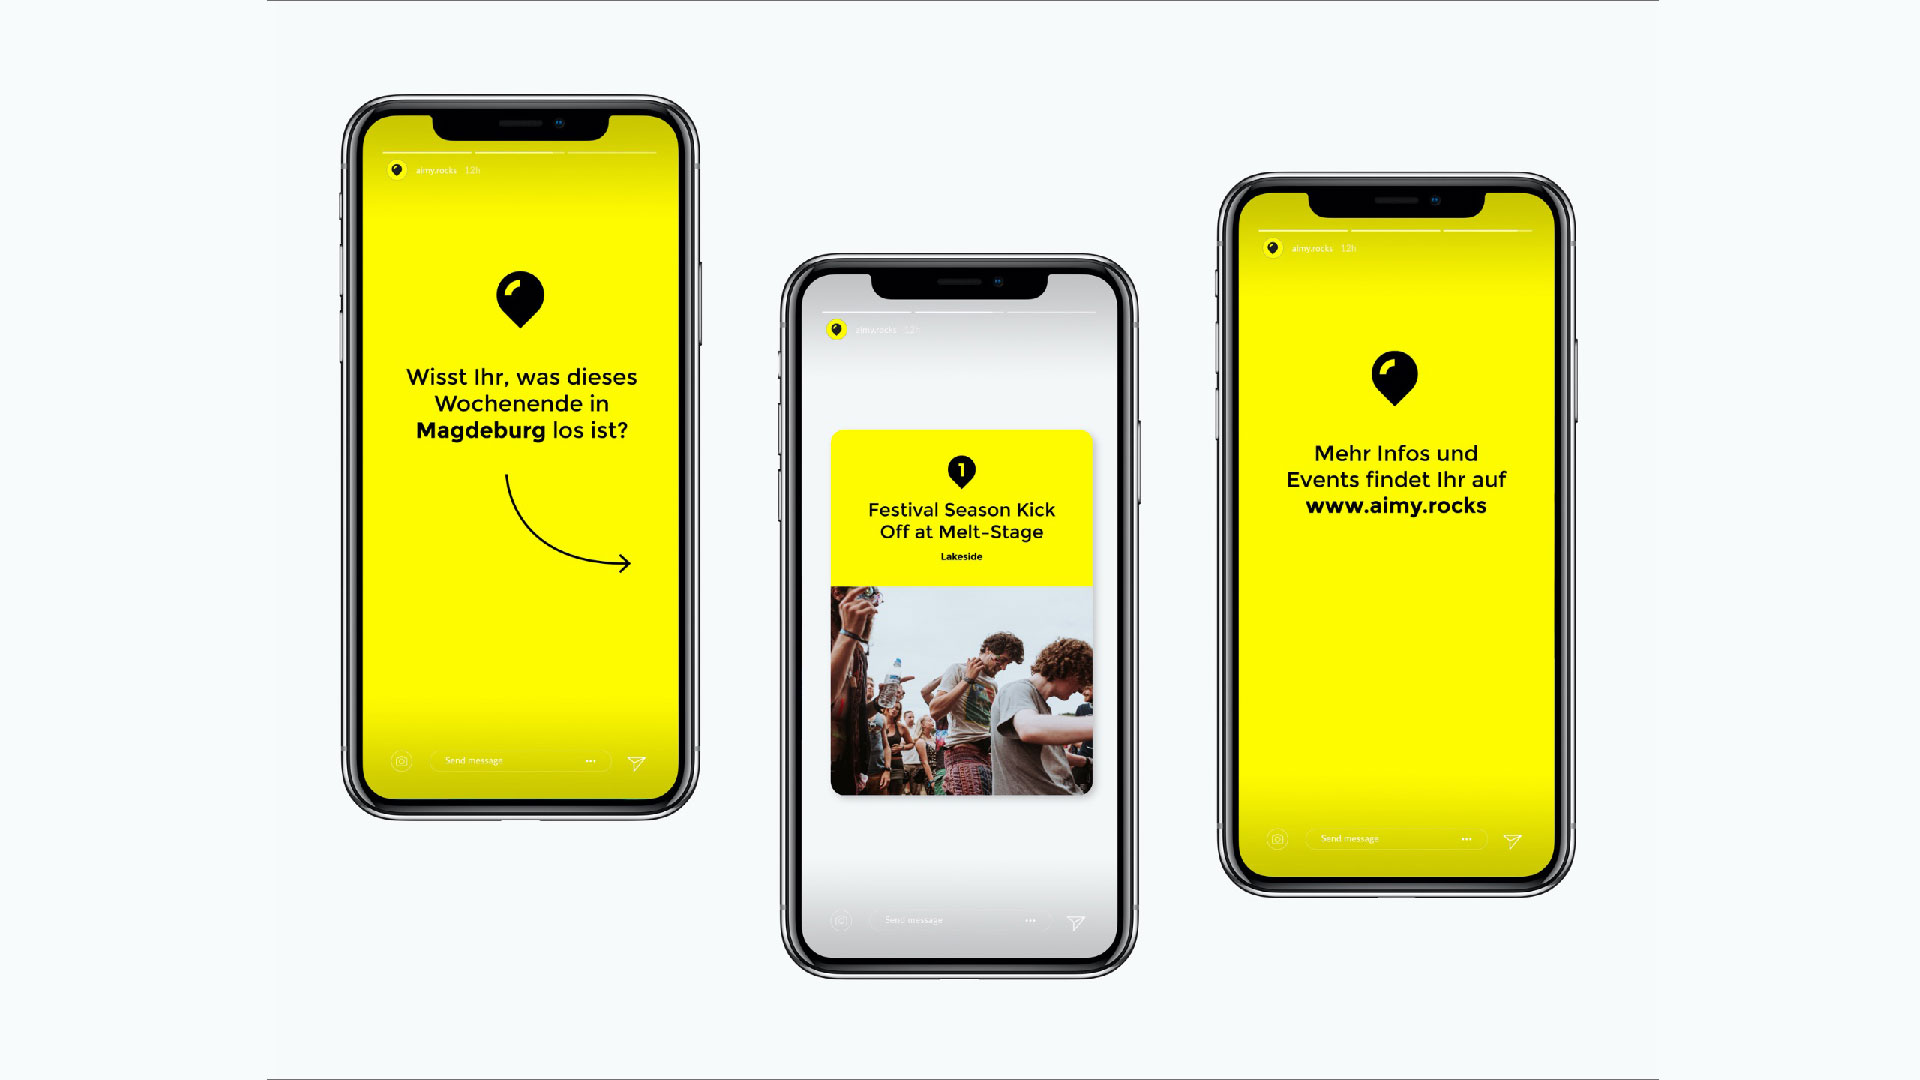 aimy.rocks 12h
Wisst Ihr, was dieses
Wochenende in
Magdeburg los ist?
Send message
aimy.rocks 12h
1
Festival Season Kick
Off at Melt-Stage
Lakeside
Send message
aimy.rocks 12h
Mehr Infos und
Events findet Ihr auf
www.aimy.rocks
Send message